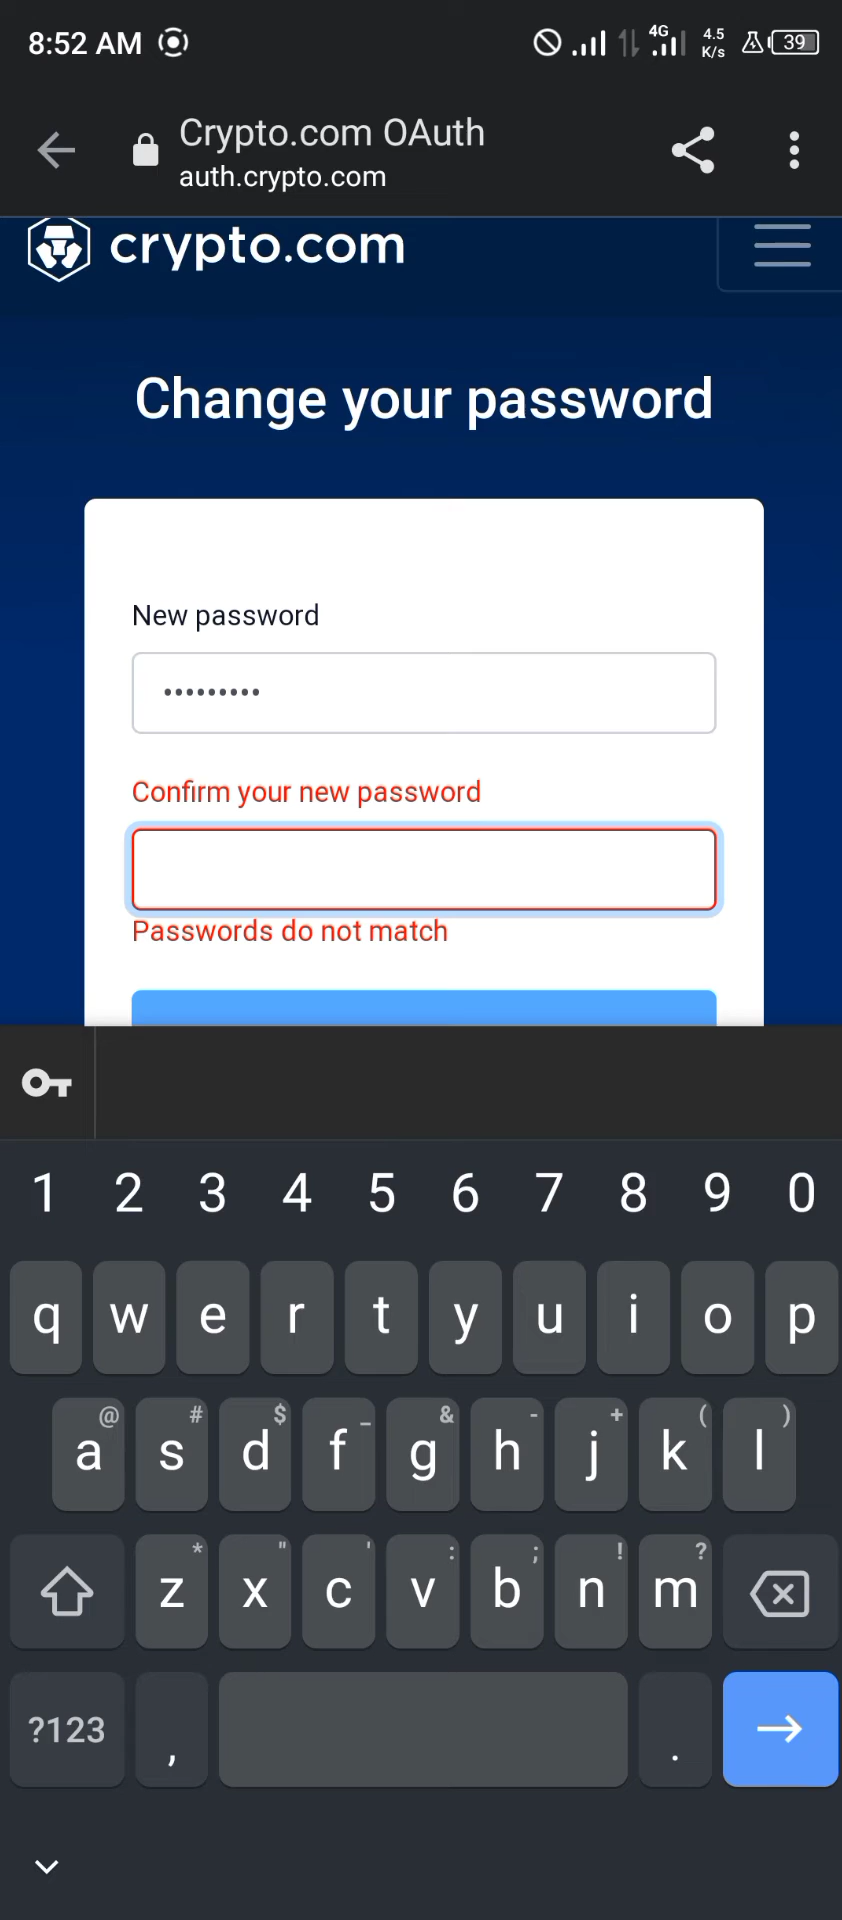 8:52 AM 4G 4.5 K/s 39
Crypto.com OAuth
auth.crypto.com
crypto.com
Change your password
New password
•••••••••
Confirm your new password
Passwords do not match
1 2 3 4 5 6 7 8 9 0
q w e r t y u i o p
@ # $ _ & - + ( )
a s d f g h j k l
* " ' : ; ! ?
z x c v b n m
?123 , .